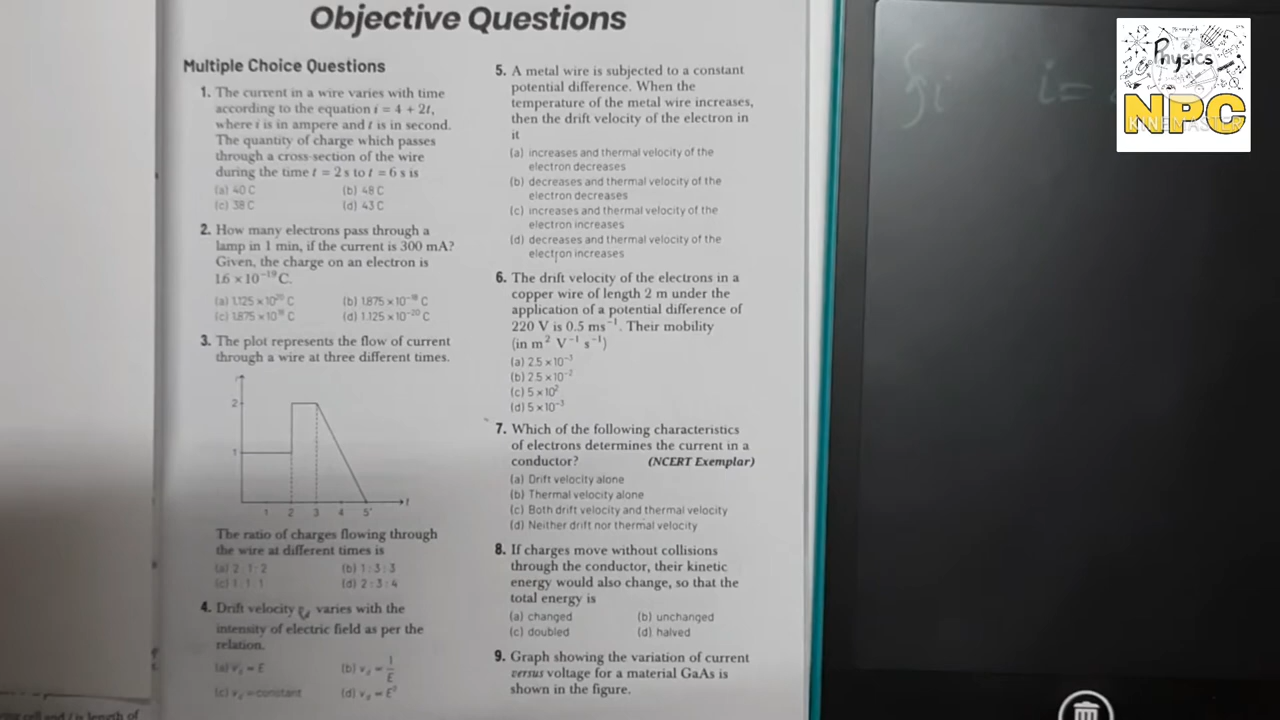 Objective Questions
Multiple Choice Questions
1. The current in a wire varies with time
according to the equation i = 4 + 2t,
where i is in ampere and t is in second.
The quantity of charge which passes
through a cross-section of the wire
during the time t = 2 s to t = 6 s is
(a) 40 C (b) 48 C
(c) 38 C (d) 43 C
2. How many electrons pass through a
lamp in 1 min, if the current is 300 mA?
Given, the charge on an electron is
1.6 × 10⁻¹⁹ C.
(a) 1.125 × 10²⁰ C (b) 1.875 × 10⁻¹⁸ C
(c) 1.875 × 10¹⁸ C (d) 1.125 × 10⁻²⁰ C
3. The plot represents the flow of current
through a wire at three different times.
2
1
1 2 3 4 5 t
The ratio of charges flowing through
the wire at different times is
(a) 2 : 1 : 2 (b) 1 : 3 : 3
(c) 1 : 1 : 1 (d) 2 : 3 : 4
4. Drift velocity varies with the
intensity of electric field as per the
relation.
(a) v_d ∝ E (b) v_d ∝ 1/E
(c) v_d = constant (d) v_d ∝ E²
5. A metal wire is subjected to a constant
potential difference. When the
temperature of the metal wire increases,
then the drift velocity of the electron in
it
(a) increases and thermal velocity of the
electron decreases
(b) decreases and thermal velocity of the
electron decreases
(c) increases and thermal velocity of the
electron increases
(d) decreases and thermal velocity of the
electron increases
6. The drift velocity of the electrons in a
copper wire of length 2 m under the
application of a potential difference of
220 V is 0.5 ms⁻¹. Their mobility
(in m² V⁻¹ s⁻¹)
(a) 2.5 × 10⁻³
(b) 2.5 × 10⁻²
(c) 5 × 10²
(d) 5 × 10⁻³
7. Which of the following characteristics
of electrons determines the current in a
conductor? (NCERT Exemplar)
(a) Drift velocity alone
(b) Thermal velocity alone
(c) Both drift velocity and thermal velocity
(d) Neither drift nor thermal velocity
8. If charges move without collisions
through the conductor, their kinetic
energy would also change, so that the
total energy is
(a) changed (b) unchanged
(c) doubled (d) halved
9. Graph showing the variation of current
versus voltage for a material GaAs is
shown in the figure.
i i =
Physics
NPC
KINEMASTER